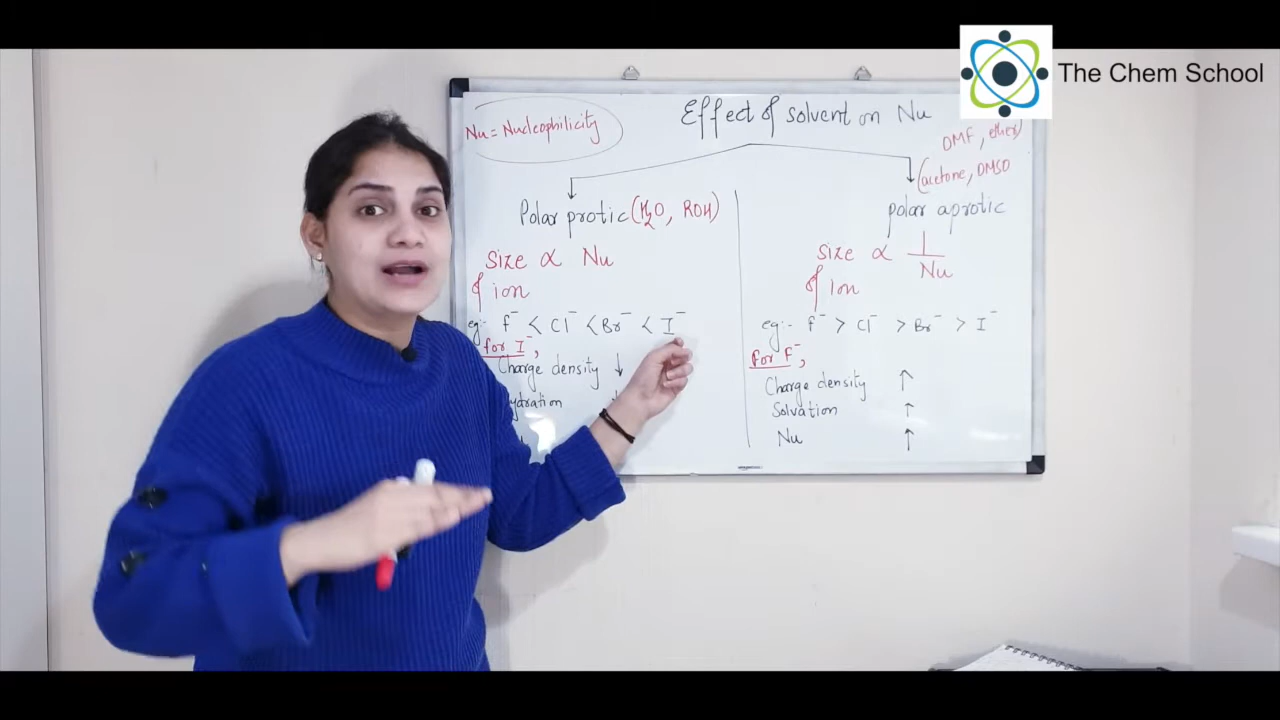 The Chem School
Nu = Nucleophilicity
Effect of solvent on Nu
Polar protic (H₂O, ROH)
Size ∝ Nu
of ion
eg:- F⁻ < Cl⁻ < Br⁻ < I⁻
for I⁻,
Charge density ↓
DMF, ether)
(acetone, DMSO
polar aprotic
Size ∝ 1/Nu
of ion
eg:- F⁻ > Cl⁻ > Br⁻ > I⁻
for F⁻,
Charge density ↑
Solvation ↑
Nu ↑